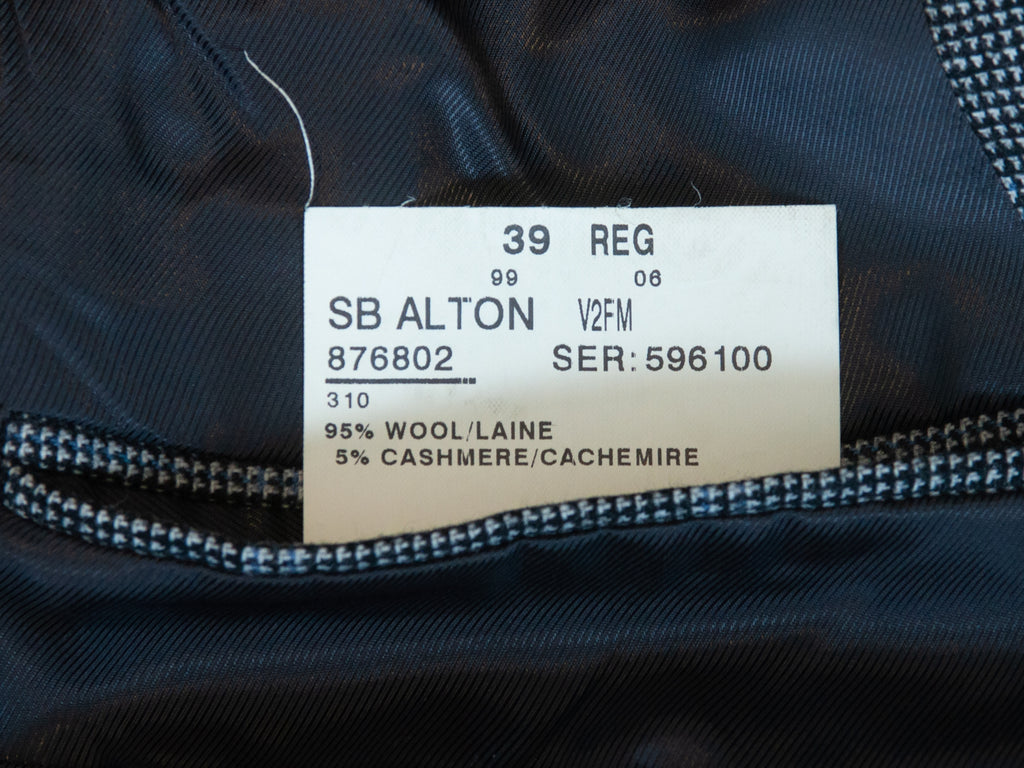 39 REG
99 06
SB ALTON V2FM
876802 SER: 596100
310
95% WOOL/LAINE
5% CASHMERE/CACHEMIRE